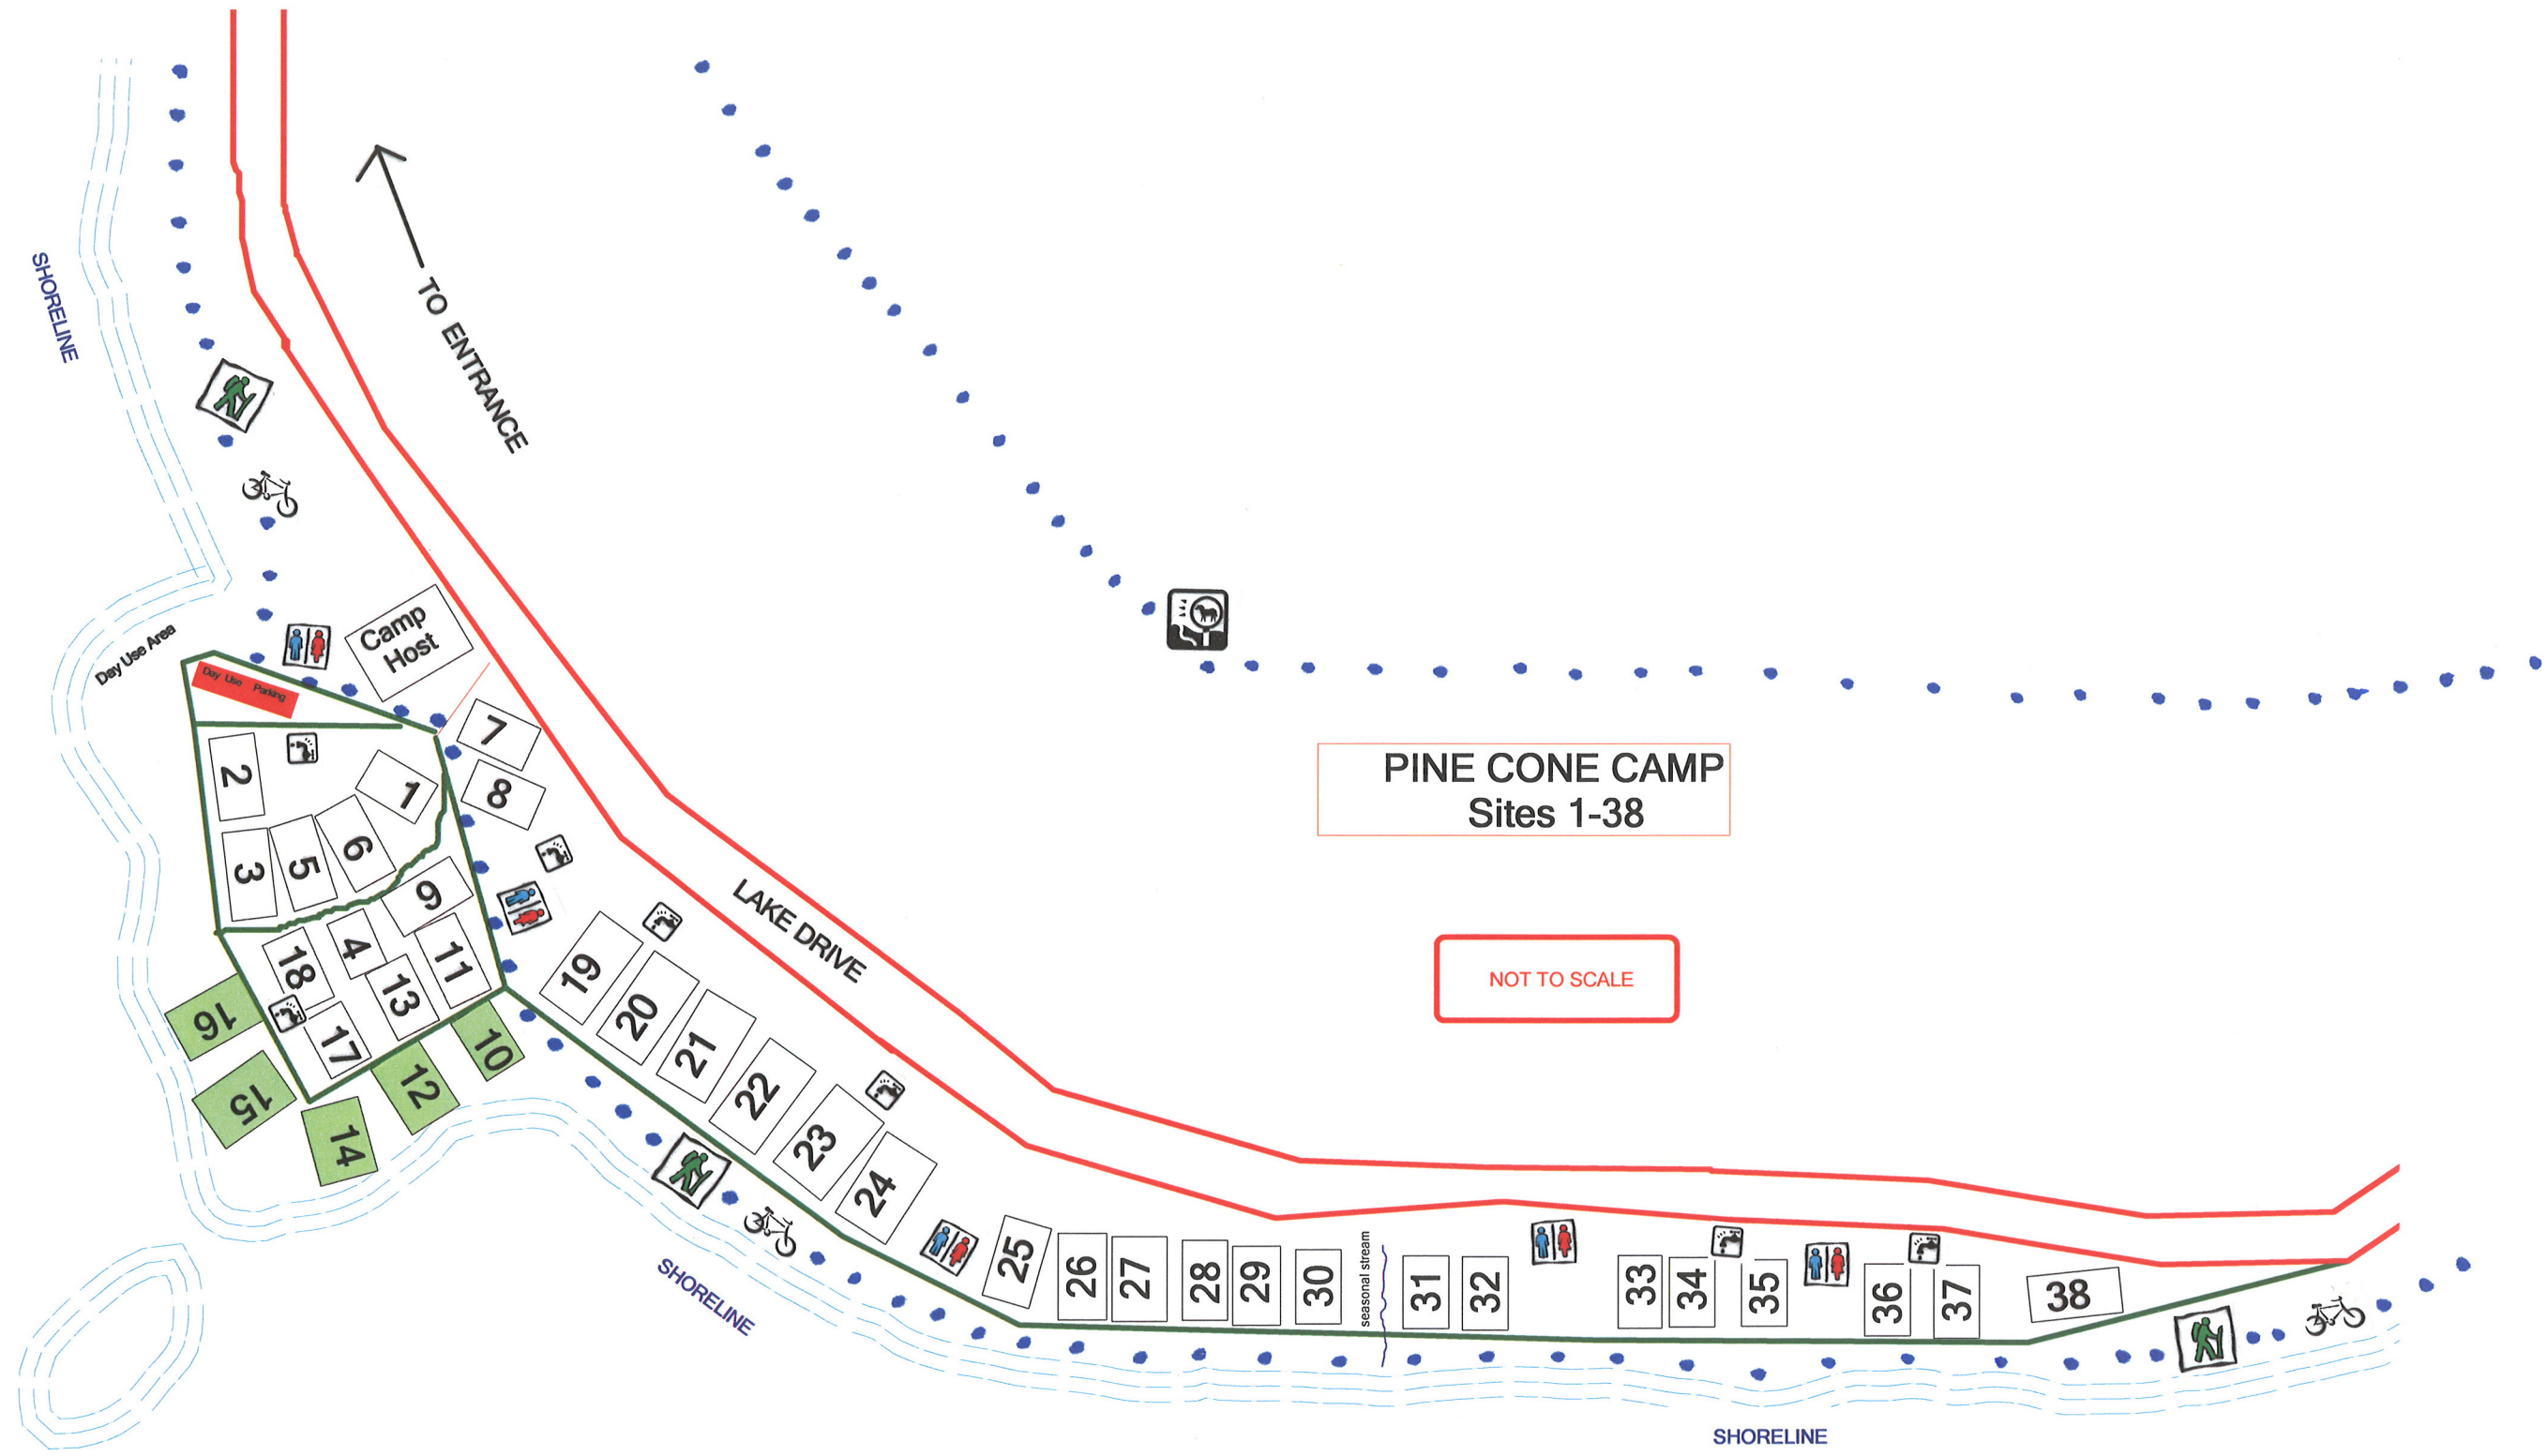 SHORELINE
TO ENTRANCE
Camp
Host
Day Use Area
Day Use Parking
7
8
2
1
3
5
6
9
18
4
13
11
16
17
10
15
14
12
LAKE DRIVE
PINE CONE CAMP
Sites 1-38
NOT TO SCALE
19
20
21
22
23
24
SHORELINE
25
26
27
28
29
30
seasonal stream
31
32
33
34
35
36
37
38
SHORELINE